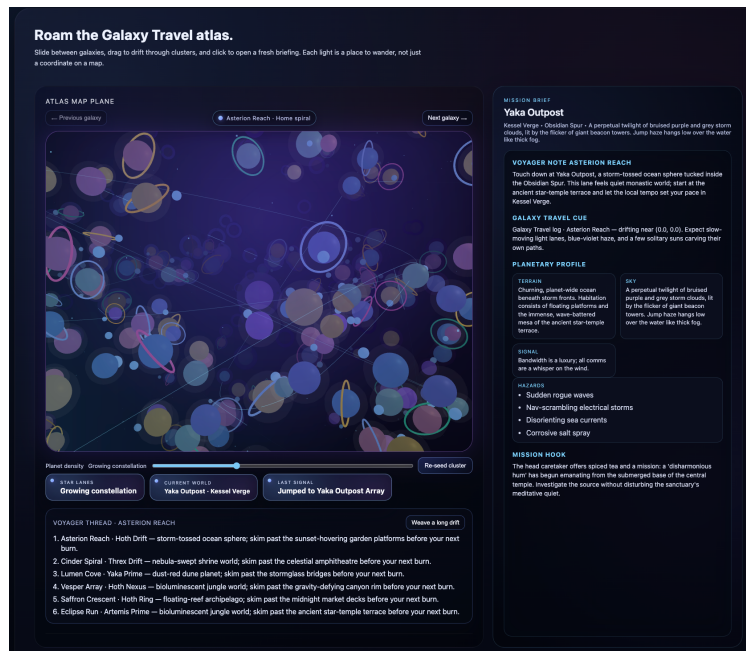 Roam the Galaxy Travel atlas.
Slide between galaxies, drag to drift through clusters, and click to open a fresh briefing. Each light is a place to wander, not just
a coordinate on a map.
ATLAS MAP PLANE
← Previous galaxy
Asterion Reach · Home spiral
Next galaxy →
Planet density Growing constellation
Re-seed cluster
STAR LANES
Growing constellation
CURRENT WORLD
Yaka Outpost · Kessel Verge
LAST SIGNAL
Jumped to Yaka Outpost Array
VOYAGER THREAD · ASTERION REACH
Weave a long drift
1. Asterion Reach · Hoth Drift — storm-tossed ocean sphere; skim past the sunset-hovering garden platforms before your next
burn.
2. Cinder Spiral · Threx Drift — nebula-swept shrine world; skim past the celestial amphitheatre before your next burn.
3. Lumen Cove · Yaka Prime — dust-red dune planet; skim past the stormglass bridges before your next burn.
4. Vesper Array · Hoth Nexus — bioluminescent jungle world; skim past the gravity-defying canyon rim before your next burn.
5. Saffron Crescent · Hoth Ring — floating-reef archipelago; skim past the midnight market decks before your next burn.
6. Eclipse Run · Artemis Prime — bioluminescent jungle world; skim past the ancient star-temple terrace before your next burn.
MISSION BRIEF
Yaka Outpost
Kessel Verge • Obsidian Spur • A perpetual twilight of bruised purple and grey storm
clouds, lit by the flicker of giant beacon towers. Jump haze hangs low over the water
like thick fog.
VOYAGER NOTE ASTERION REACH
Touch down at Yaka Outpost, a storm-tossed ocean sphere tucked inside
the Obsidian Spur. This lane feels quiet monastic world; start at the
ancient star-temple terrace and let the local tempo set your pace in
Kessel Verge.
GALAXY TRAVEL CUE
Galaxy Travel log · Asterion Reach — drifting near (0.0, 0.0). Expect slow-
moving light lanes, blue-violet haze, and a few solitary suns carving their
own paths.
PLANETARY PROFILE
TERRAIN
Churning, planet-wide ocean
beneath storm fronts. Habitation
consists of floating platforms and
the immense, wave-battered
mesa of the ancient star-temple
terrace.
SKY
A perpetual twilight of bruised
purple and grey storm clouds, lit
by the flicker of giant beacon
towers. Jump haze hangs low
over the water like thick fog.
SIGNAL
Bandwidth is a luxury; all comms
are a whisper on the wind.
HAZARDS
• Sudden rogue waves
• Nav-scrambling electrical storms
• Disorienting sea currents
• Corrosive salt spray
MISSION HOOK
The head caretaker offers spiced tea and a mission: a 'disharmonious
hum' has begun emanating from the submerged base of the central
temple. Investigate the source without disturbing the sanctuary's
meditative quiet.